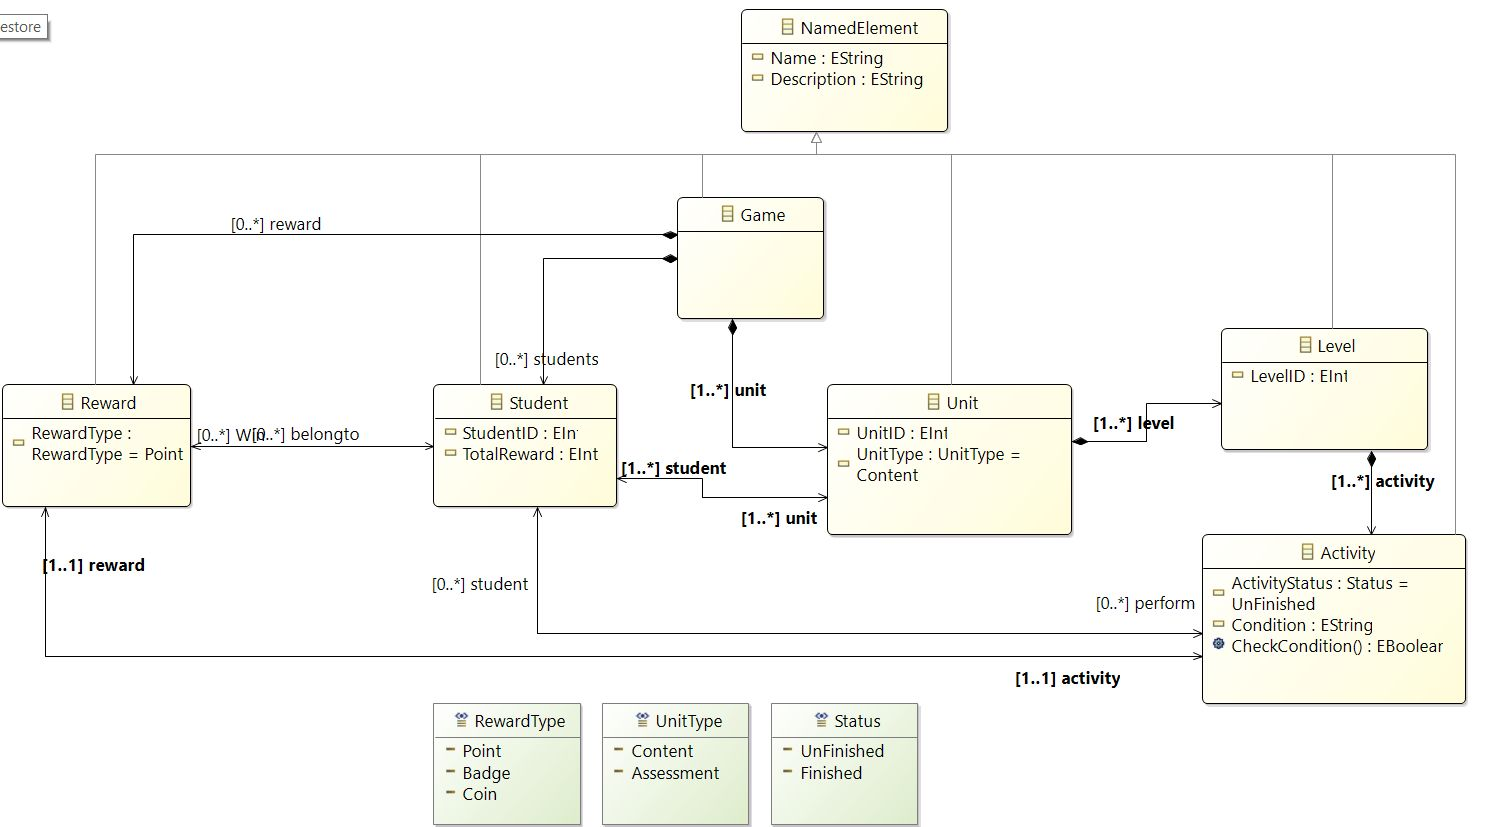 estore
NamedElement
Name : EString
Description : EString
Game
[0..*] reward
[0..*] students
[1..*] unit
Level
LevelID : EInt
[1..*] level
Reward
RewardType :
RewardType = Point
[0..*] Win
[0..*] belongto
Student
StudentID : EInt
TotalReward : EInt
[1..*] student
[1..*] unit
Unit
UnitID : EInt
UnitType : UnitType =
Content
[1..*] activity
Activity
ActivityStatus : Status =
UnFinished
Condition : EString
CheckCondition() : EBoolear
[1..1] reward
[0..*] student
[0..*] perform
[1..1] activity
RewardType
Point
Badge
Coin
UnitType
Content
Assessment
Status
UnFinished
Finished